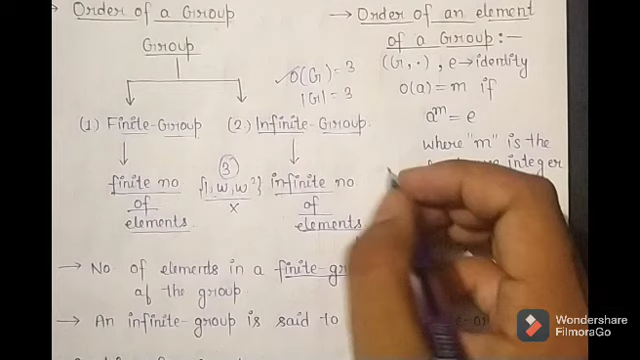 → Order of a Group
Group
O(G) = 3
|G| = 3
(1) Finite-Group (2) Infinite-Group.
③
finite no {1, w, w²} infinite no
of x of
elements. elements.
→ No. of elements in a finite-gr
of the group
→ An infinite-group is said to
→ Order of an element
of a Group :-
(G, ·), e → identity
o(a) = m if
aᵐ = e
where "m" is the
integer
Wondershare
FilmoraGo